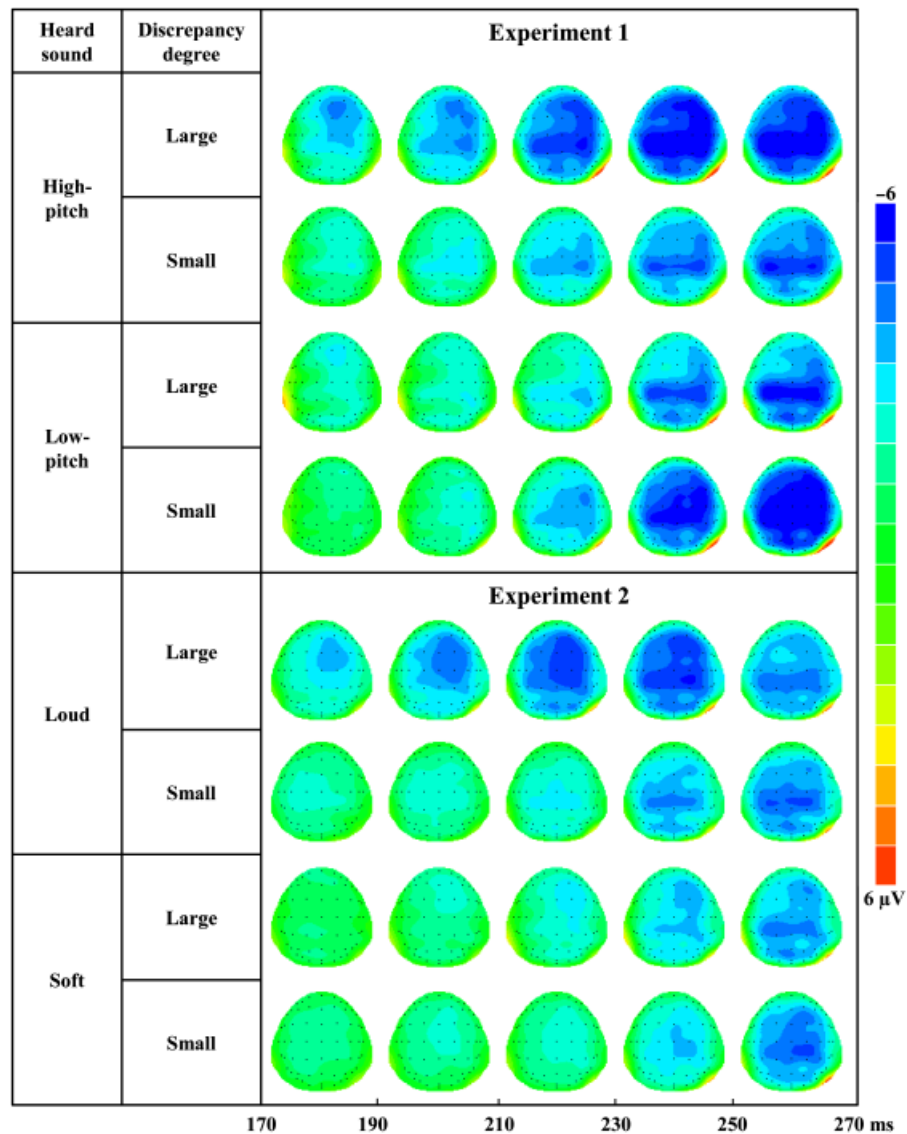 Heard
sound
Discrepancy
degree
Experiment 1
High-
pitch
Large
Small
Low-
pitch
Large
Small
Experiment 2
Loud
Large
Small
Soft
Large
Small
170 190 210 230 250 270 ms
−6
6 μV